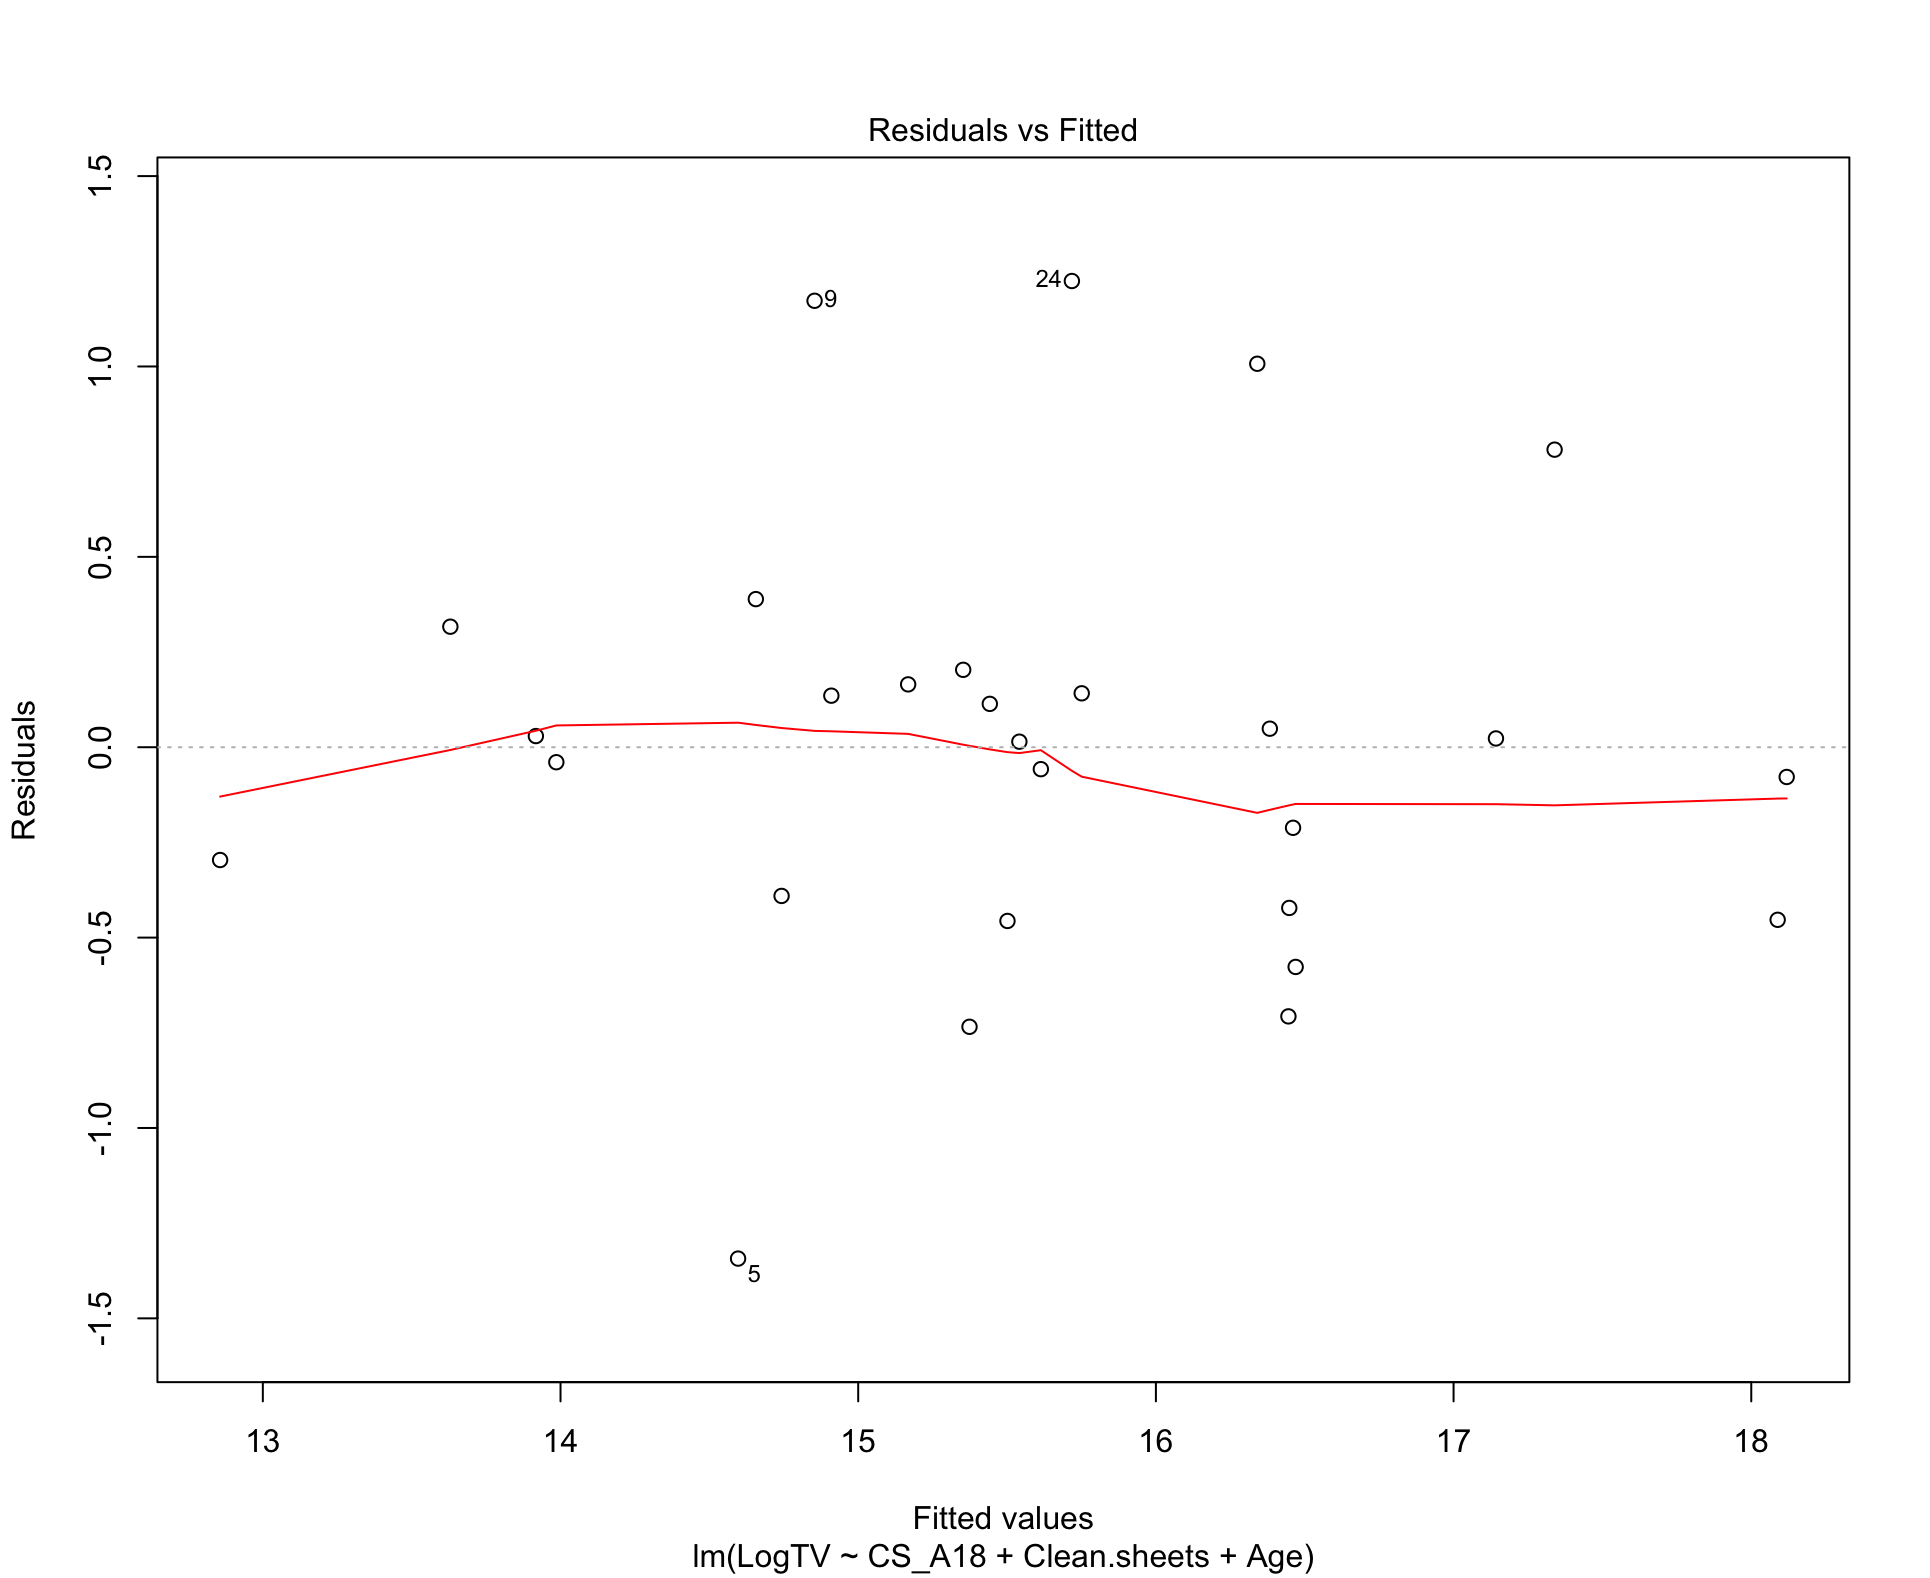 Residuals vs Fitted
1.5
1.0
0.5
0.0
-0.5
-1.0
-1.5
Residuals
24
9
5
13 14 15 16 17 18
Fitted values
lm(LogTV ~ CS_A18 + Clean.sheets + Age)